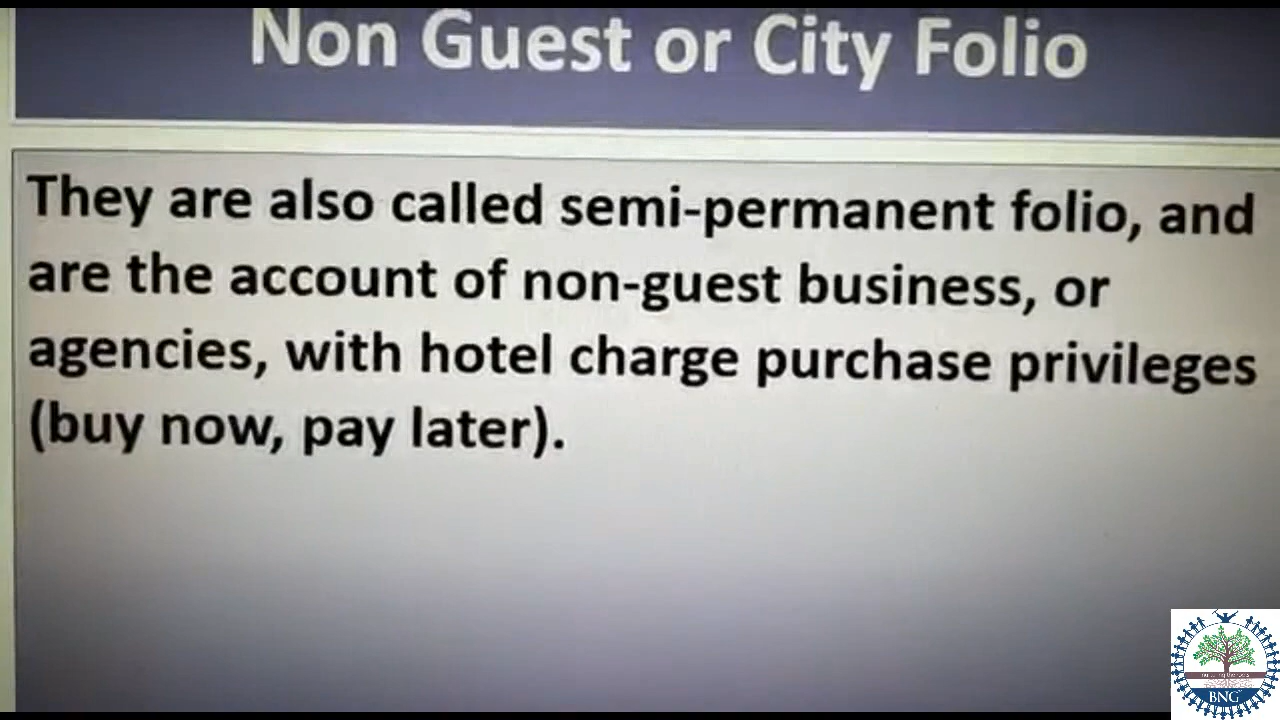 Non Guest or City Folio
They are also called semi-permanent folio, and
are the account of non-guest business, or
agencies, with hotel charge purchase privileges
(buy now, pay later).
BNG